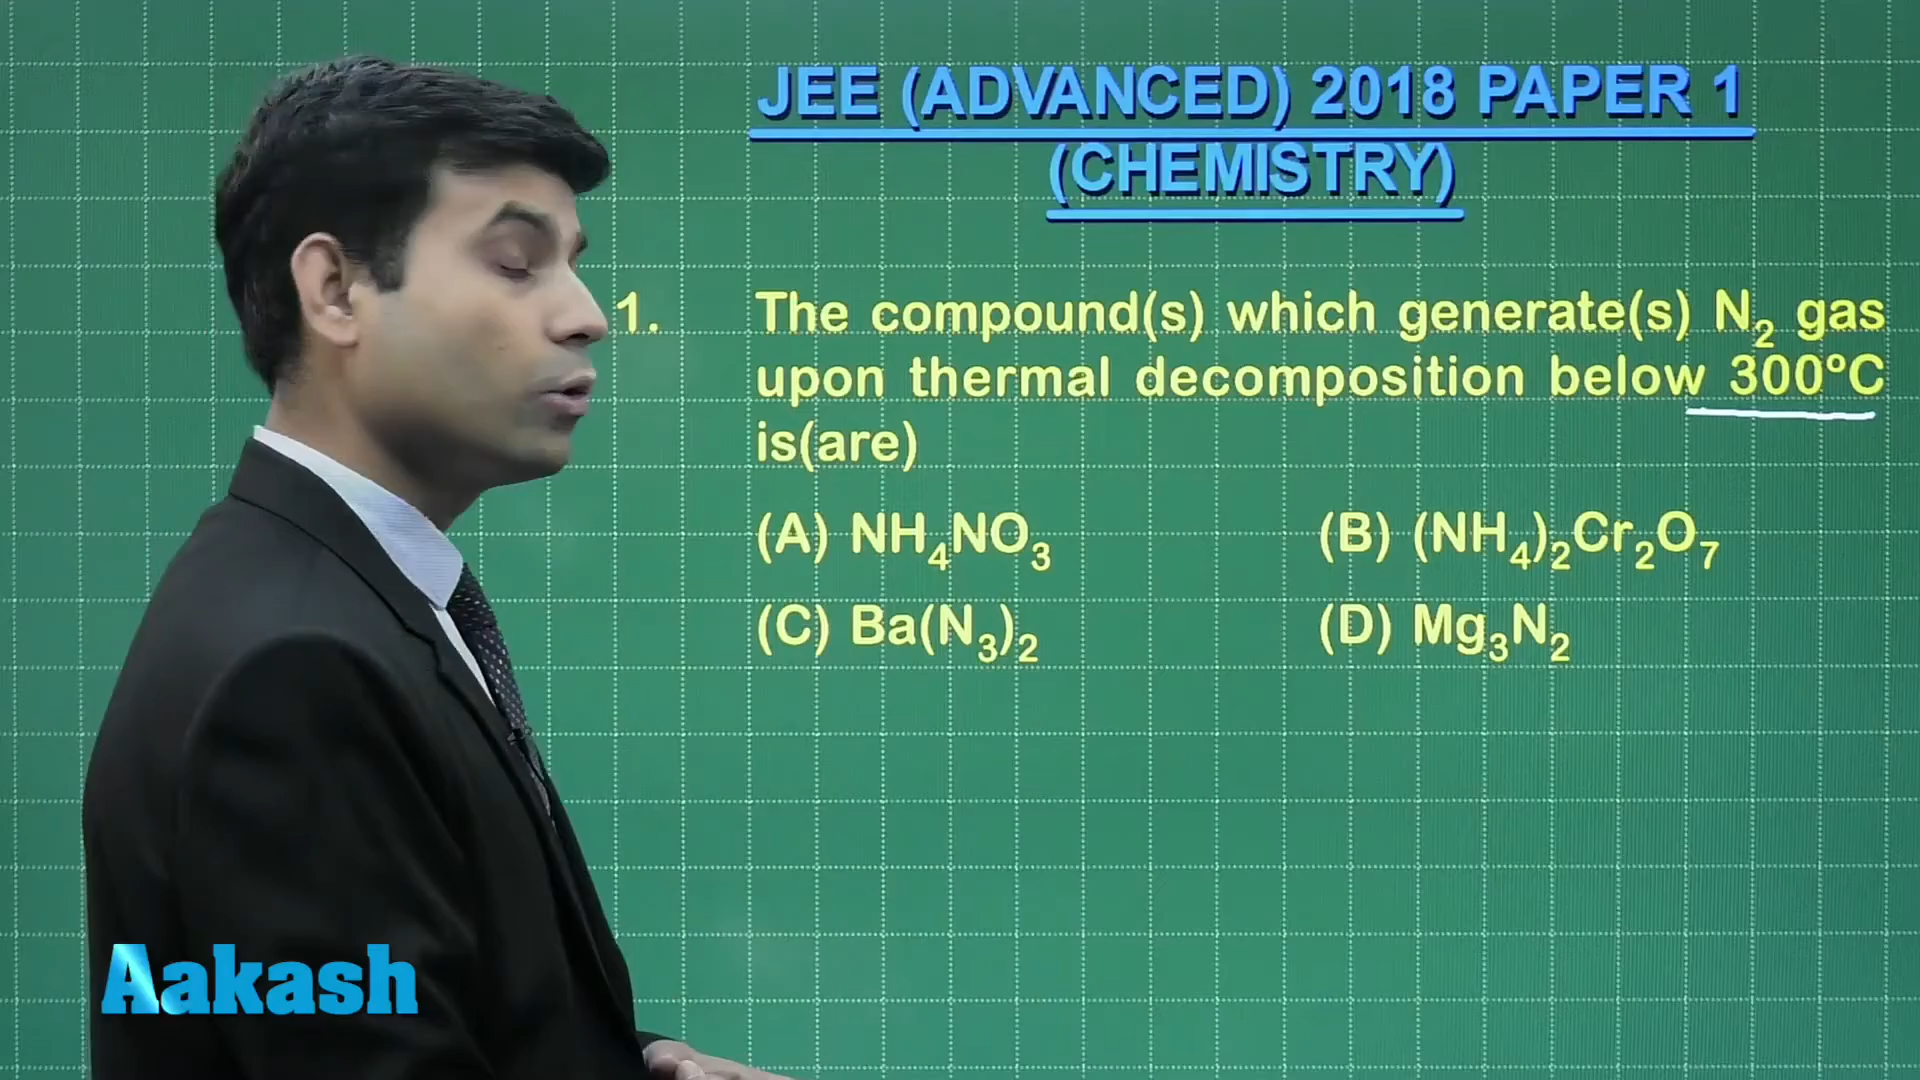 JEE (ADVANCED) 2018 PAPER 1
(CHEMISTRY)
1. The compound(s) which generate(s) N₂ gas
upon thermal decomposition below 300°C
is(are)
(A) NH₄NO₃ (B) (NH₄)₂Cr₂O₇
(C) Ba(N₃)₂ (D) Mg₃N₂
Aakash